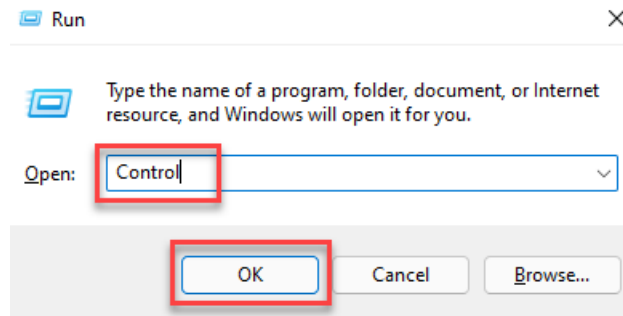 Run
Type the name of a program, folder, document, or Internet
resource, and Windows will open it for you.
Open: Control
OK Cancel Browse...